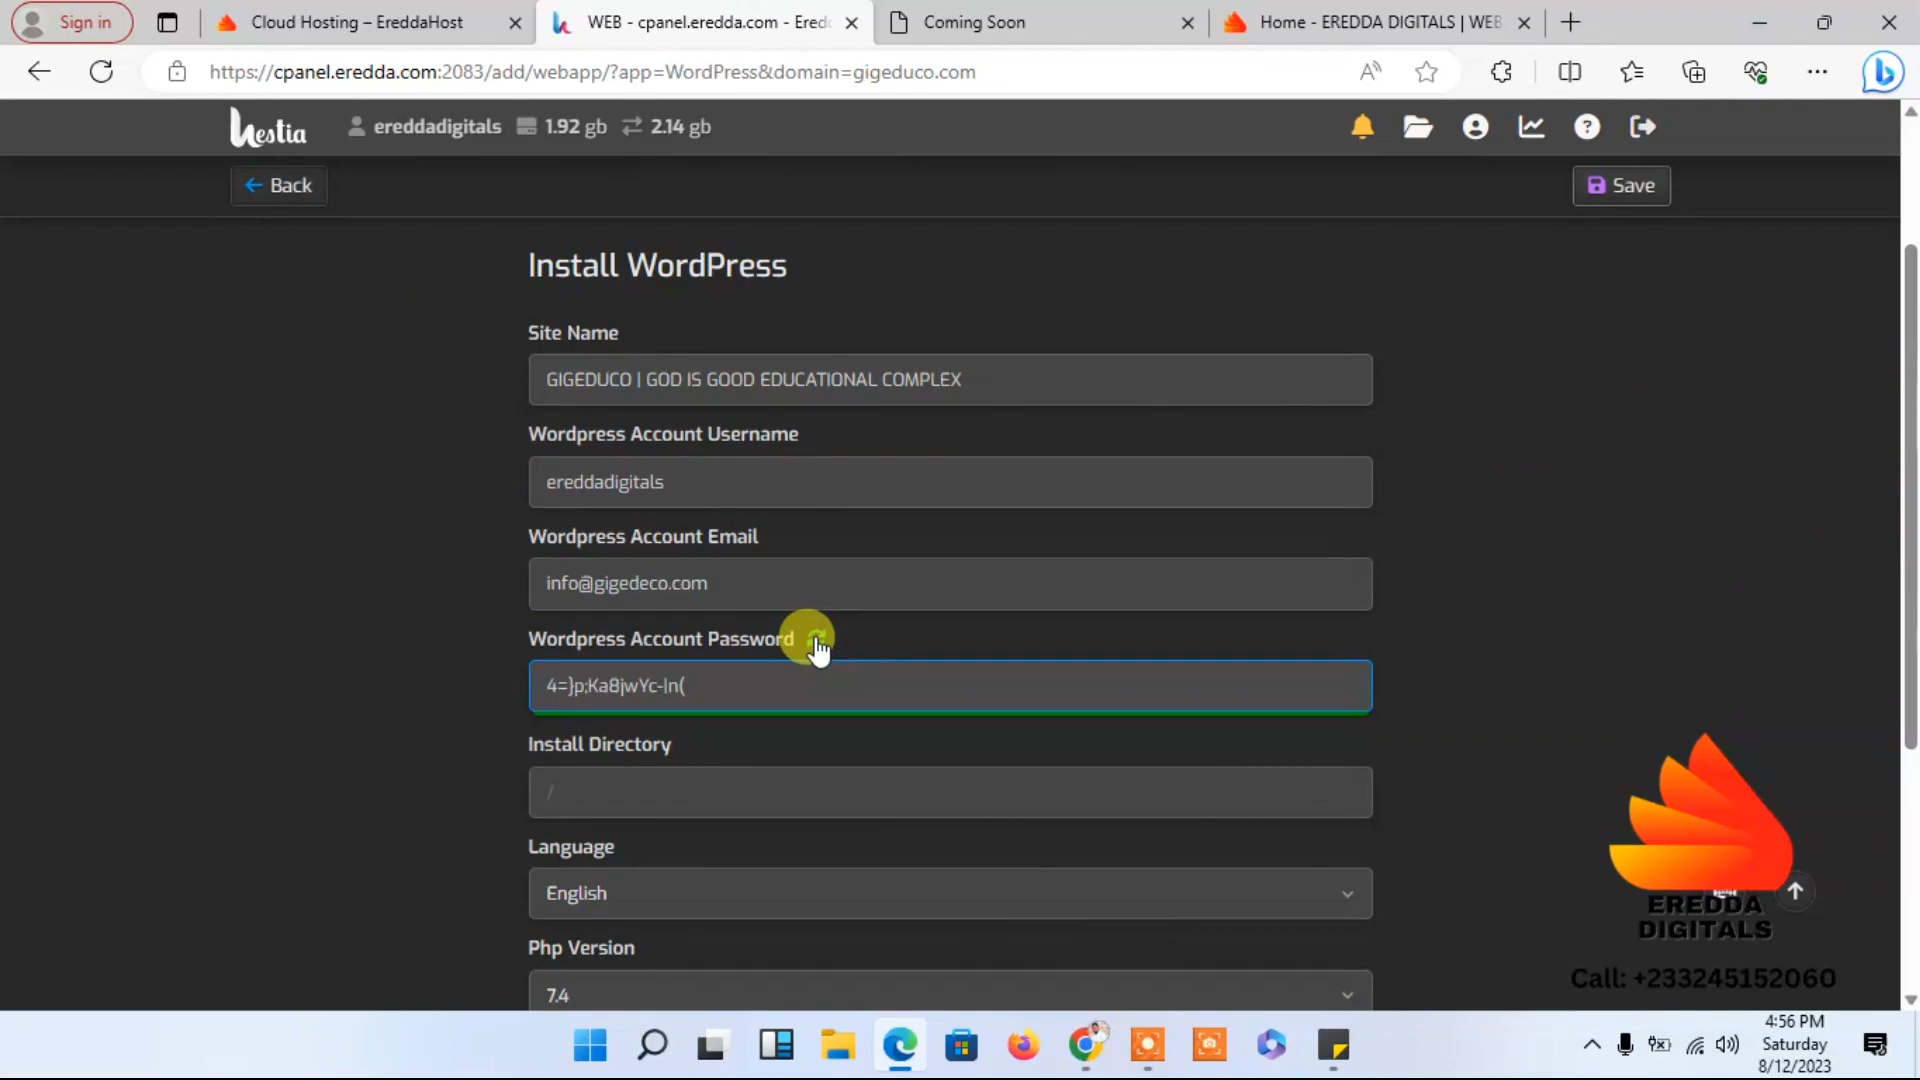 Sign in
Cloud Hosting – EreddaHost
WEB - cpanel.eredda.com - Ered
Coming Soon
Home - EREDDA DIGITALS | WEB
https://cpanel.eredda.com:2083/add/webapp/?app=WordPress&domain=gigeduco.com
hestia
ereddadigitals
1.92 gb
2.14 gb
Back
Save
Install WordPress
Site Name
GIGEDUCO | GOD IS GOOD EDUCATIONAL COMPLEX
Wordpress Account Username
ereddadigitals
Wordpress Account Email
info@gigedeco.com
Wordpress Account Password
4=}p;Ka8jwYc-|n(
Install Directory
/
Language
English
Php Version
7.4
EREDDA
DIGITALS
Call: +233245152060
4:56 PM
Saturday
8/12/2023